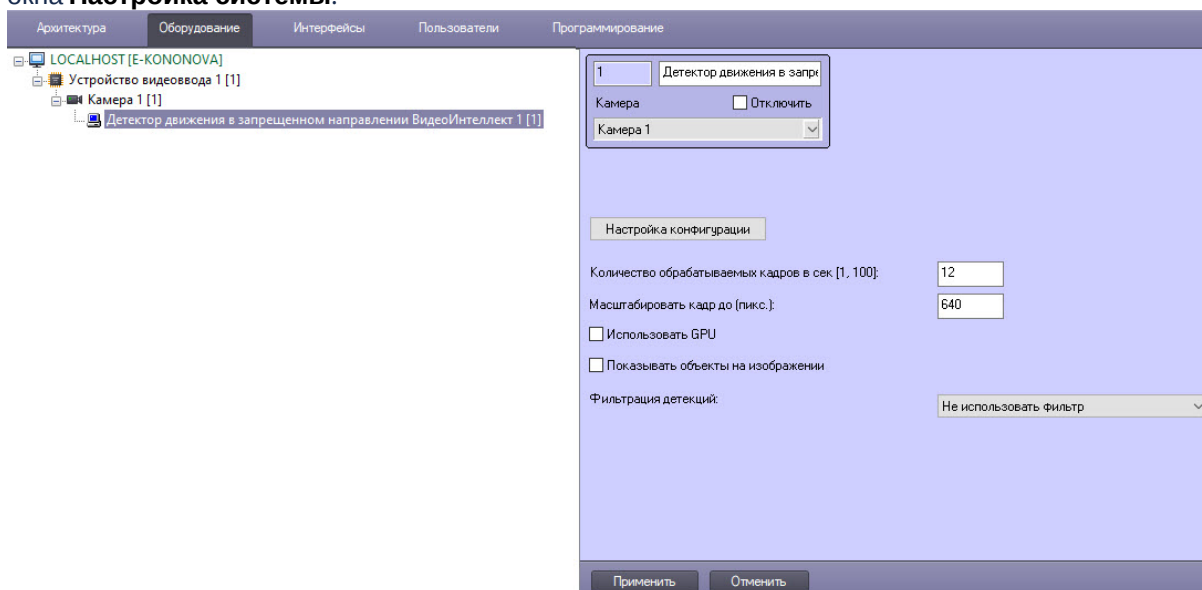 окна Настройка системы.
Архитектура Оборудование Интерфейсы Пользователи Программирование
LOCALHOST [E-KONONOVA]
Устройство видеоввода 1 [1]
Камера 1 [1]
Детектор движения в запрещенном направлении ВидеоИнтеллект 1 [1]
1 Детектор движения в запре
Камера Отключить
Камера 1
Настройка конфигурации
Количество обрабатываемых кадров в сек [1, 100]: 12
Масштабировать кадр до (пикс.): 640
Использовать GPU
Показывать объекты на изображении
Фильтрация детекций: Не использовать фильтр
Применить Отменить